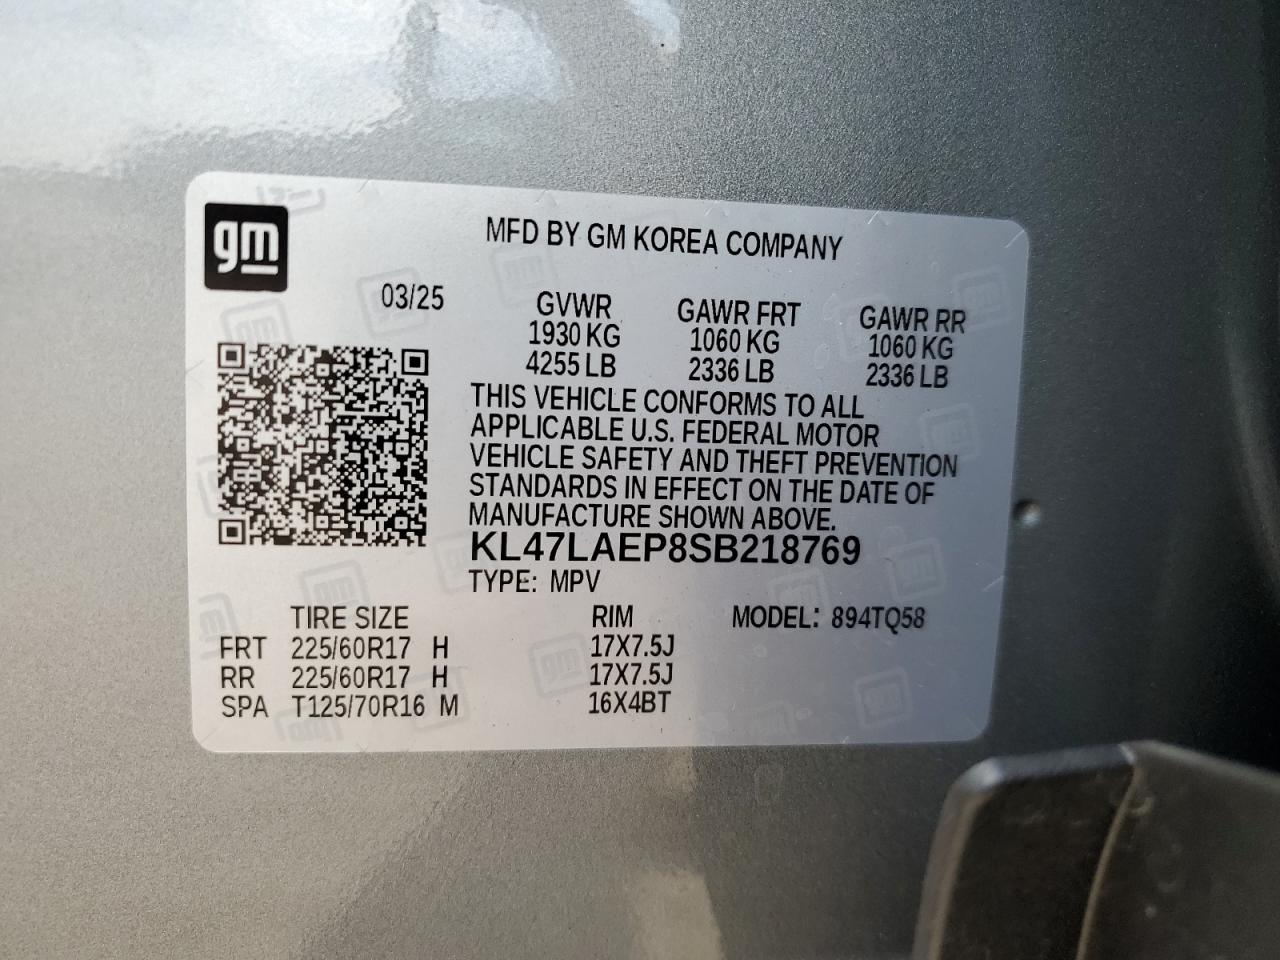 gm
MFD BY GM KOREA COMPANY
03/25
GVWR GAWR FRT GAWR RR
1930 KG 1060 KG 1060 KG
4255 LB 2336 LB 2336 LB
THIS VEHICLE CONFORMS TO ALL
APPLICABLE U.S. FEDERAL MOTOR
VEHICLE SAFETY AND THEFT PREVENTION
STANDARDS IN EFFECT ON THE DATE OF
MANUFACTURE SHOWN ABOVE.
KL47LAEP8SB218769
TYPE: MPV
TIRE SIZE RIM MODEL: 894TQ58
FRT 225/60R17 H 17X7.5J
RR 225/60R17 H 17X7.5J
SPA T125/70R16 M 16X4BT